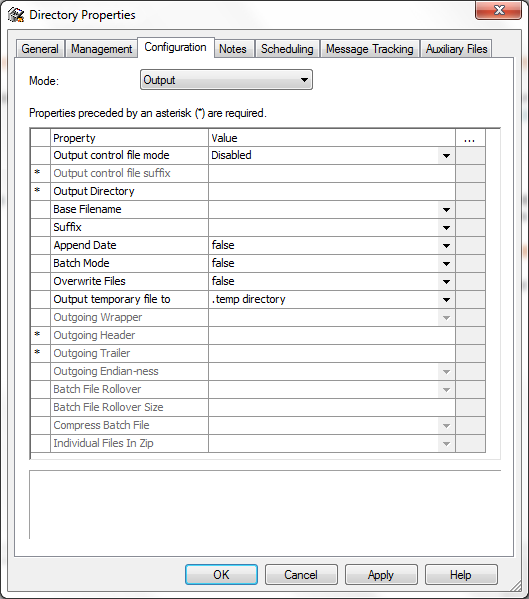 Directory Properties
General Management Configuration Notes Scheduling Message Tracking Auxiliary Files
Mode: Output
Properties preceded by an asterisk (*) are required.
Property Value ...
Output control file mode Disabled
* Output control file suffix
* Output Directory
Base Filename
Suffix
Append Date false
Batch Mode false
Overwrite Files false
Output temporary file to .temp directory
Outgoing Wrapper
* Outgoing Header
* Outgoing Trailer
Outgoing Endian-ness
Batch File Rollover
Batch File Rollover Size
Compress Batch File
Individual Files In Zip
OK Cancel Apply Help